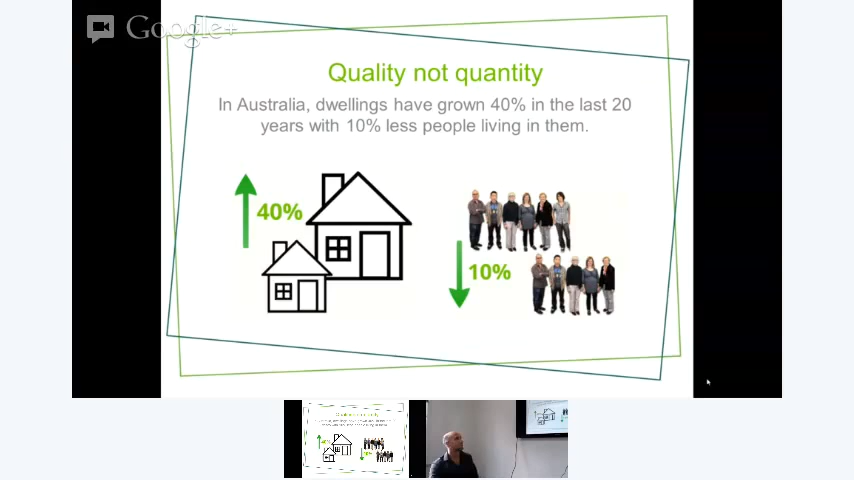 Google+
Quality not quantity
In Australia, dwellings have grown 40% in the last 20
years with 10% less people living in them.
40%
10%